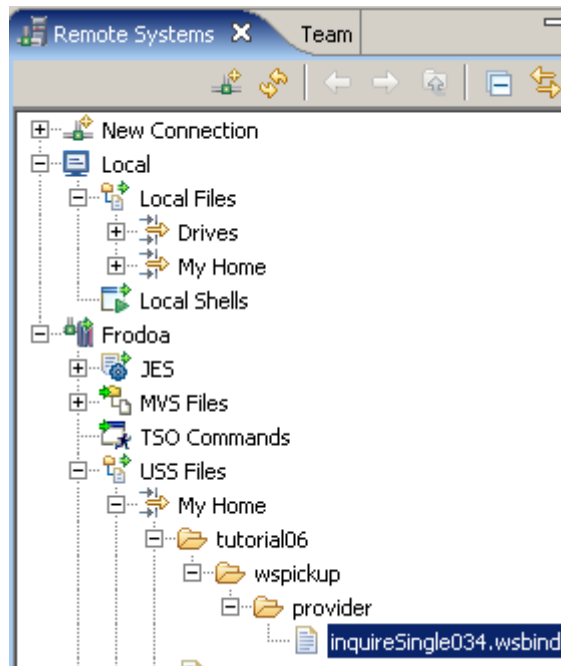 Remote Systems Team
New Connection
Local
Local Files
Drives
My Home
Local Shells
Frodoa
JES
MVS Files
TSO Commands
USS Files
My Home
tutorial06
wspickup
provider
inquireSingle034.wsbind